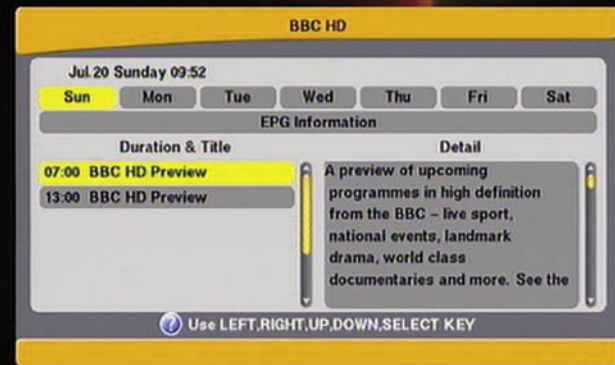 BBC HD
Jul.20 Sunday 09:52
Sun Mon Tue Wed Thu Fri Sat
EPG Information
Duration & Title
Detail
07:00 BBC HD Preview
13:00 BBC HD Preview
A preview of upcoming
programmes in high definition
from the BBC – live sport,
national events, landmark
drama, world class
documentaries and more. See the
? Use LEFT,RIGHT,UP,DOWN,SELECT KEY